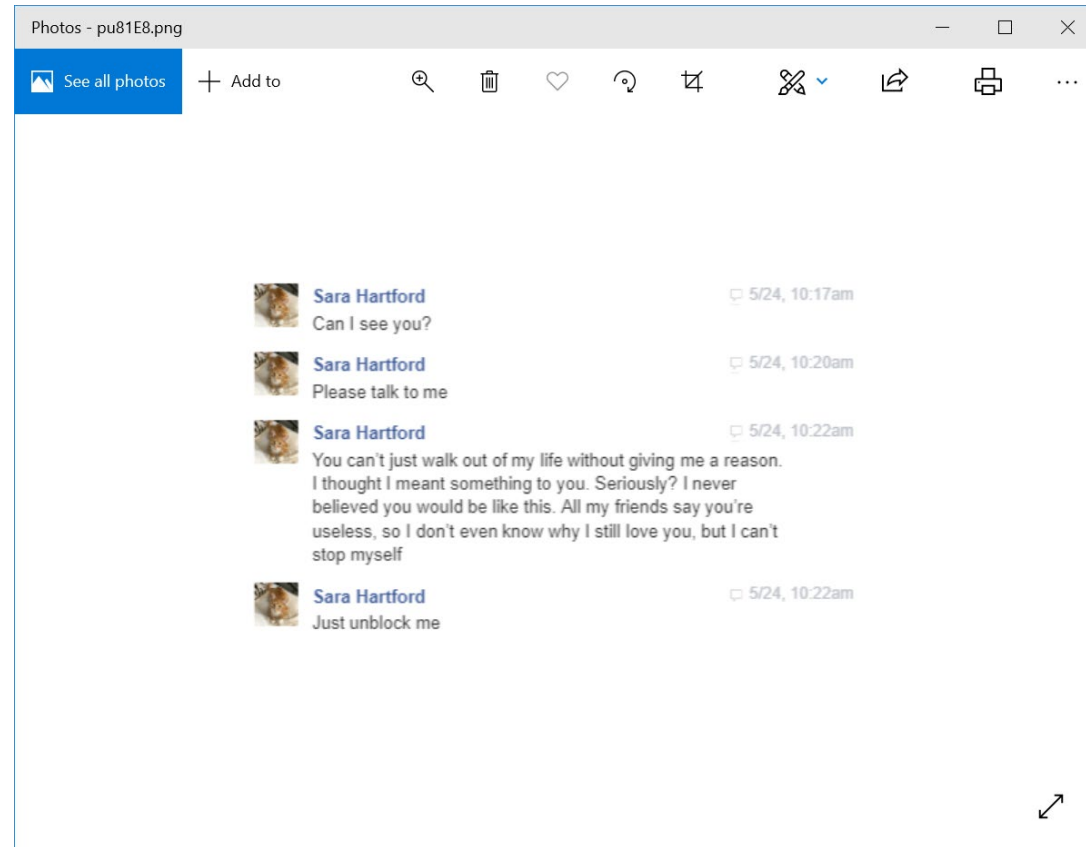 Photos - pu81E8.png
See all photos
Add to
Sara Hartford
5/24, 10:17am
Can I see you?
Sara Hartford
5/24, 10:20am
Please talk to me
Sara Hartford
5/24, 10:22am
You can't just walk out of my life without giving me a reason.
I thought I meant something to you. Seriously? I never
believed you would be like this. All my friends say you're
useless, so I don't even know why I still love you, but I can't
stop myself
Sara Hartford
5/24, 10:22am
Just unblock me